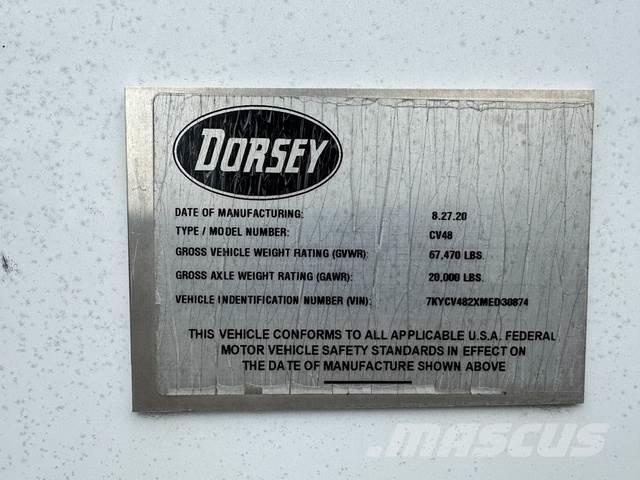 DORSEY
DATE OF MANUFACTURING: 8.27.20
TYPE / MODEL NUMBER: CV48
GROSS VEHICLE WEIGHT RATING (GVWR): 67,470 LBS.
GROSS AXLE WEIGHT RATING (GAWR): 20,000 LBS.
VEHICLE INDENTIFICATION NUMBER (VIN): 7KYCV482XMED30874
THIS VEHICLE CONFORMS TO ALL APPLICABLE U.S.A. FEDERAL
MOTOR VEHICLE SAFETY STANDARDS IN EFFECT ON
THE DATE OF MANUFACTURE SHOWN ABOVE
mascus